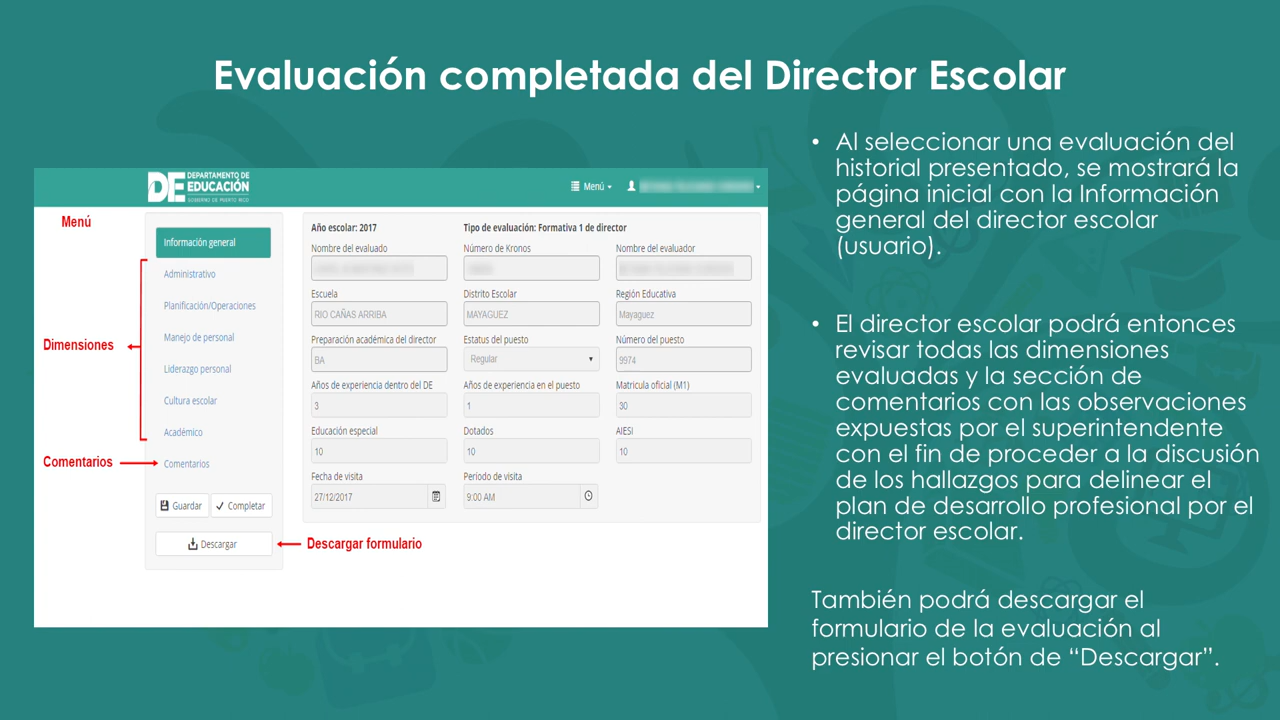 Evaluación completada del Director Escolar
DEPARTAMENTO DE
DE EDUCACIÓN
GOBIERNO DE PUERTO RICO
Menú
Menú
Información general
Administrativo
Planificación/Operaciones
Manejo de personal
Liderazgo personal
Cultura escolar
Académico
Comentarios
Dimensiones
Comentarios
Guardar
Completar
Descargar
Descargar formulario
Año escolar: 2017
Tipo de evaluación: Formativa 1 de director
Nombre del evaluado
Número de Kronos
Nombre del evaluador
Escuela
Distrito Escolar
Región Educativa
RIO CAÑAS ARRIBA
MAYAGUEZ
Mayaguez
Preparación académica del director
Estatus del puesto
Número del puesto
BA
Regular
9974
Años de experiencia dentro del DE
Años de experiencia en el puesto
Matricula oficial (M1)
3
1
30
Educación especial
Dotados
AIESI
10
10
10
Fecha de visita
Período de visita
27/12/2017
9:00 AM
• Al seleccionar una evaluación del
historial presentado, se mostrará la
página inicial con la Información
general del director escolar
(usuario).
• El director escolar podrá entonces
revisar todas las dimensiones
evaluadas y la sección de
comentarios con las observaciones
expuestas por el superintendente
con el fin de proceder a la discusión
de los hallazgos para delinear el
plan de desarrollo profesional por el
director escolar.
También podrá descargar el
formulario de la evaluación al
presionar el botón de “Descargar”.